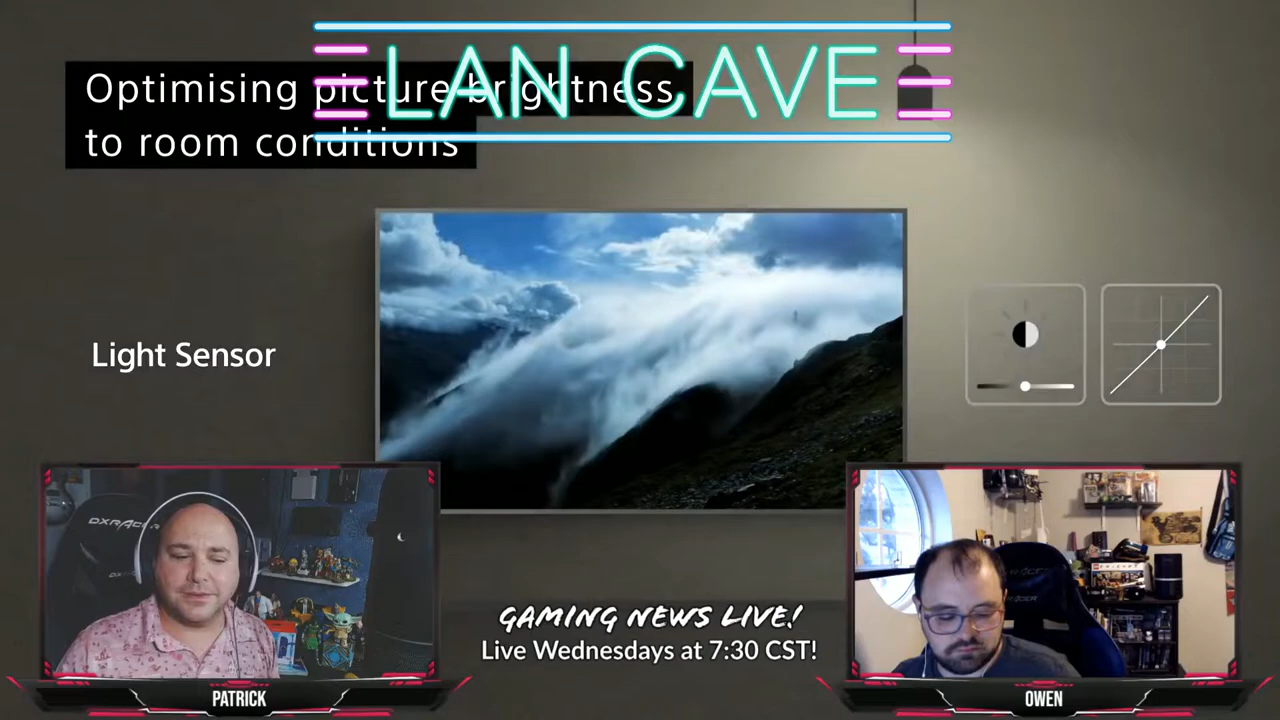 LAN CAVE
Optimising picture brightness
to room conditions
Light Sensor
DXRACER
GAMING NEWS LIVE!
Live Wednesdays at 7:30 CST!
PATRICK
OWEN